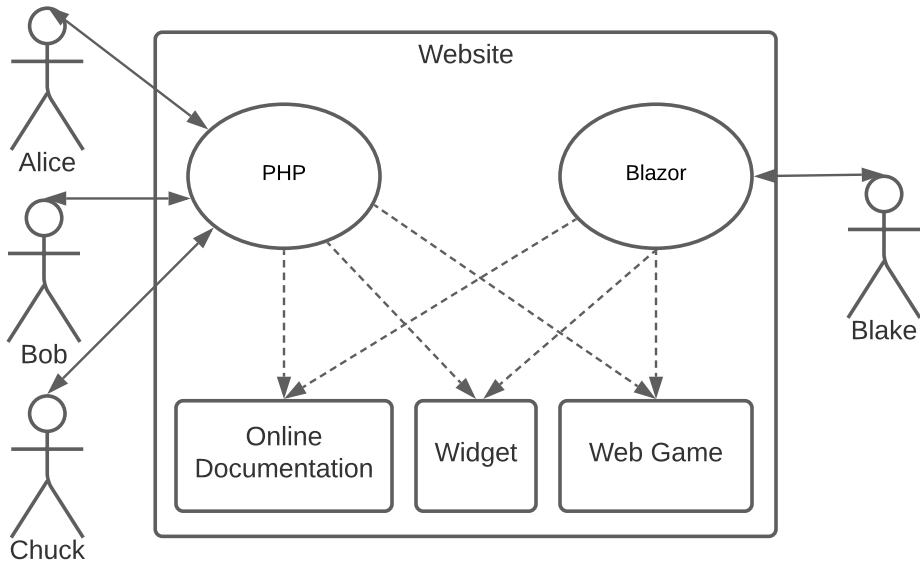 Website
Alice
PHP
Blazor
Bob
Blake
Chuck
Online
Documentation
Widget
Web Game